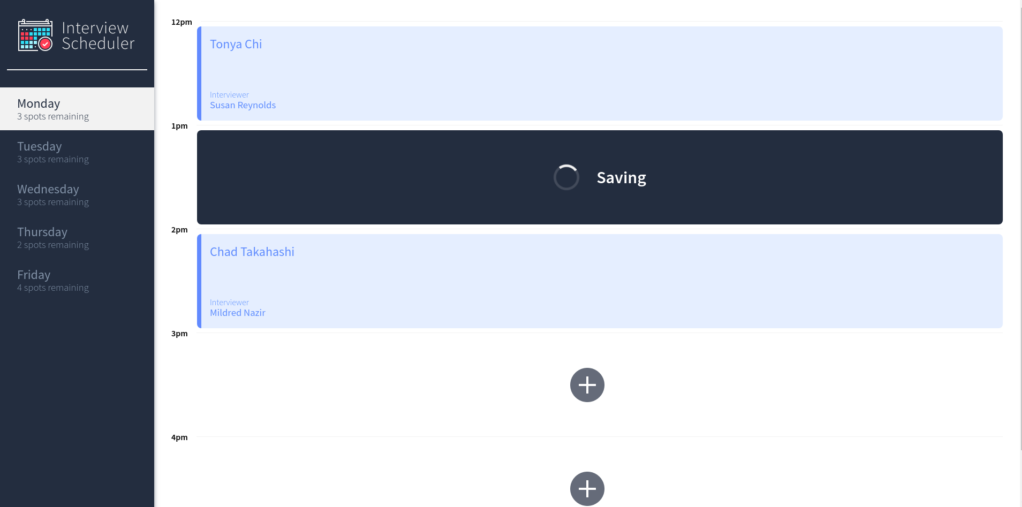 Interview
Scheduler
Monday
3 spots remaining
Tuesday
3 spots remaining
Wednesday
3 spots remaining
Thursday
2 spots remaining
Friday
4 spots remaining
12pm
Tonya Chi
Interviewer
Susan Reynolds
1pm
Saving
2pm
Chad Takahashi
Interviewer
Mildred Nazir
3pm
4pm